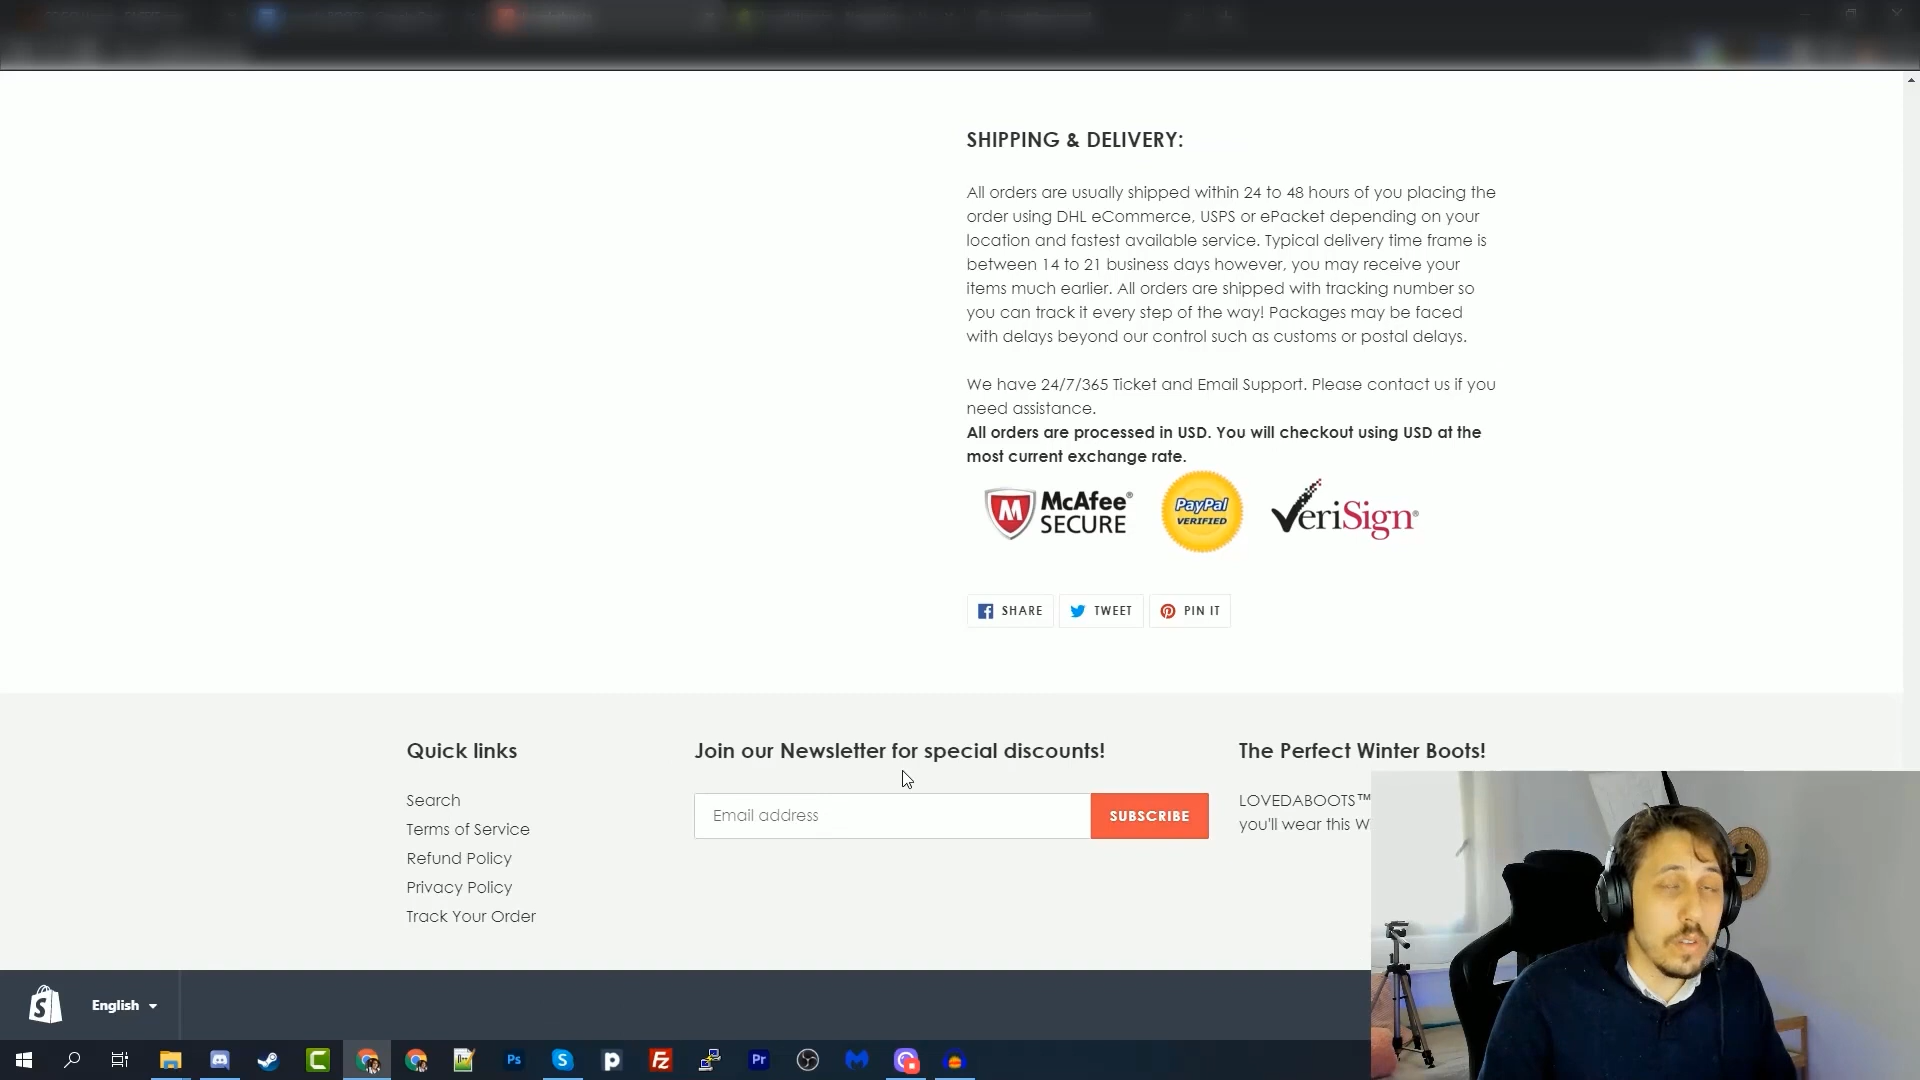 SHIPPING & DELIVERY:
All orders are usually shipped within 24 to 48 hours of you placing the
order using DHL eCommerce, USPS or ePacket depending on your
location and fastest available service. Typical delivery time frame is
between 14 to 21 business days however, you may receive your
items much earlier. All orders are shipped with tracking number so
you can track it every step of the way! Packages may be faced
with delays beyond our control such as customs or postal delays.
We have 24/7/365 Ticket and Email Support. Please contact us if you
need assistance.
All orders are processed in USD. You will checkout using USD at the
most current exchange rate.
McAfee®
SECURE
PayPal
VERIFIED
VeriSign®
SHARE
TWEET
PIN IT
Quick links
Search
Terms of Service
Refund Policy
Privacy Policy
Track Your Order
Join our Newsletter for special discounts!
Email address
SUBSCRIBE
The Perfect Winter Boots!
LOVEDABOOTS™
you'll wear this W
English
Ps
Pr